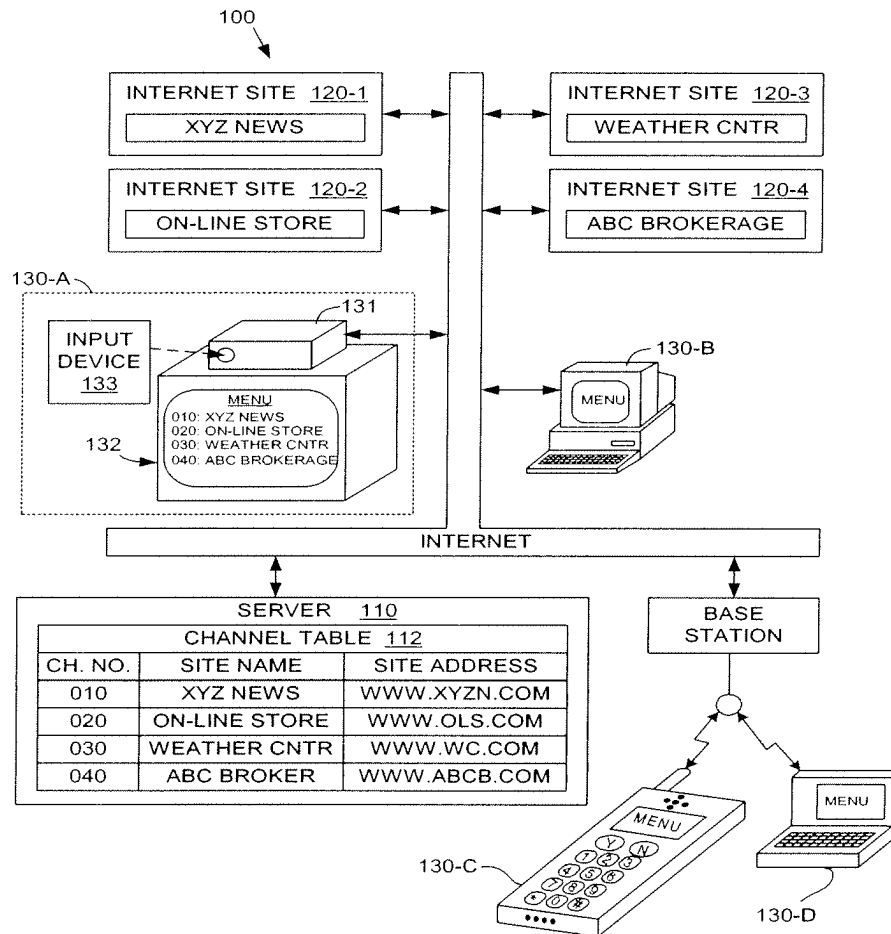 100
INTERNET SITE 120-1
XYZ NEWS
INTERNET SITE 120-3
WEATHER CNTR
INTERNET SITE 120-2
ON-LINE STORE
INTERNET SITE 120-4
ABC BROKERAGE
130-A
131
INPUT
DEVICE
133
132
MENU
010: XYZ NEWS
020: ON-LINE STORE
030: WEATHER CNTR
040: ABC BROKERAGE
130-B
MENU
INTERNET
SERVER 110
CHANNEL TABLE 112
CH. NO. SITE NAME SITE ADDRESS
010 XYZ NEWS WWW.XYZN.COM
020 ON-LINE STORE WWW.OLS.COM
030 WEATHER CNTR WWW.WC.COM
040 ABC BROKER WWW.ABCB.COM
BASE
STATION
MENU
Y N
1 2 3
4 5 6
7 8 9
* 0 #
130-C
MENU
130-D